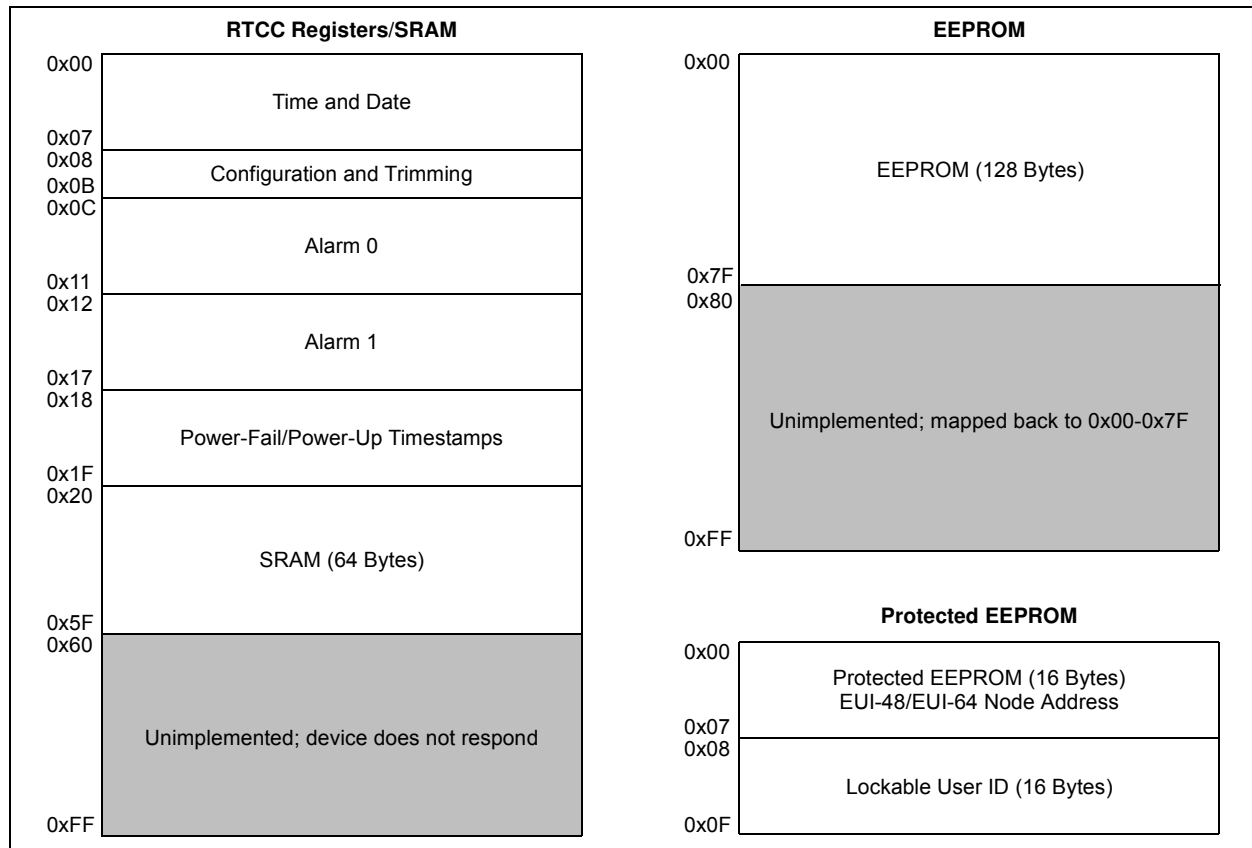 RTCC Registers/SRAM
0x00
Time and Date
0x07
0x08
Configuration and Trimming
0x0B
0x0C
Alarm 0
0x11
0x12
Alarm 1
0x17
0x18
Power-Fail/Power-Up Timestamps
0x1F
0x20
SRAM (64 Bytes)
0x5F
0x60
Unimplemented; device does not respond
0xFF
EEPROM
0x00
EEPROM (128 Bytes)
0x7F
0x80
Unimplemented; mapped back to 0x00-0x7F
0xFF
Protected EEPROM
0x00
Protected EEPROM (16 Bytes)
EUI-48/EUI-64 Node Address
0x07
0x08
Lockable User ID (16 Bytes)
0x0F